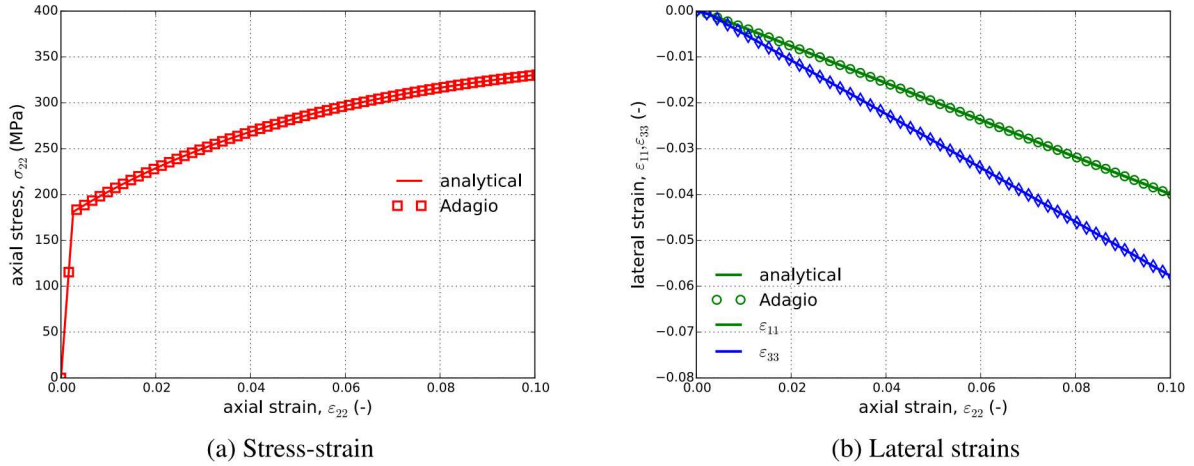 400
350
300
250
200
150
100
50
0
axial stress, σ₂₂ (MPa)
analytical
Adagio
0.00 0.02 0.04 0.06 0.08 0.10
axial strain, ε₂₂ (-)
(a) Stress-strain
0.00
−0.01
−0.02
−0.03
−0.04
−0.05
−0.06
−0.07
−0.08
lateral strain, ε₁₁,ε₃₃ (-)
analytical
Adagio
ε₁₁
ε₃₃
0.00 0.02 0.04 0.06 0.08 0.10
axial strain, ε₂₂ (-)
(b) Lateral strains